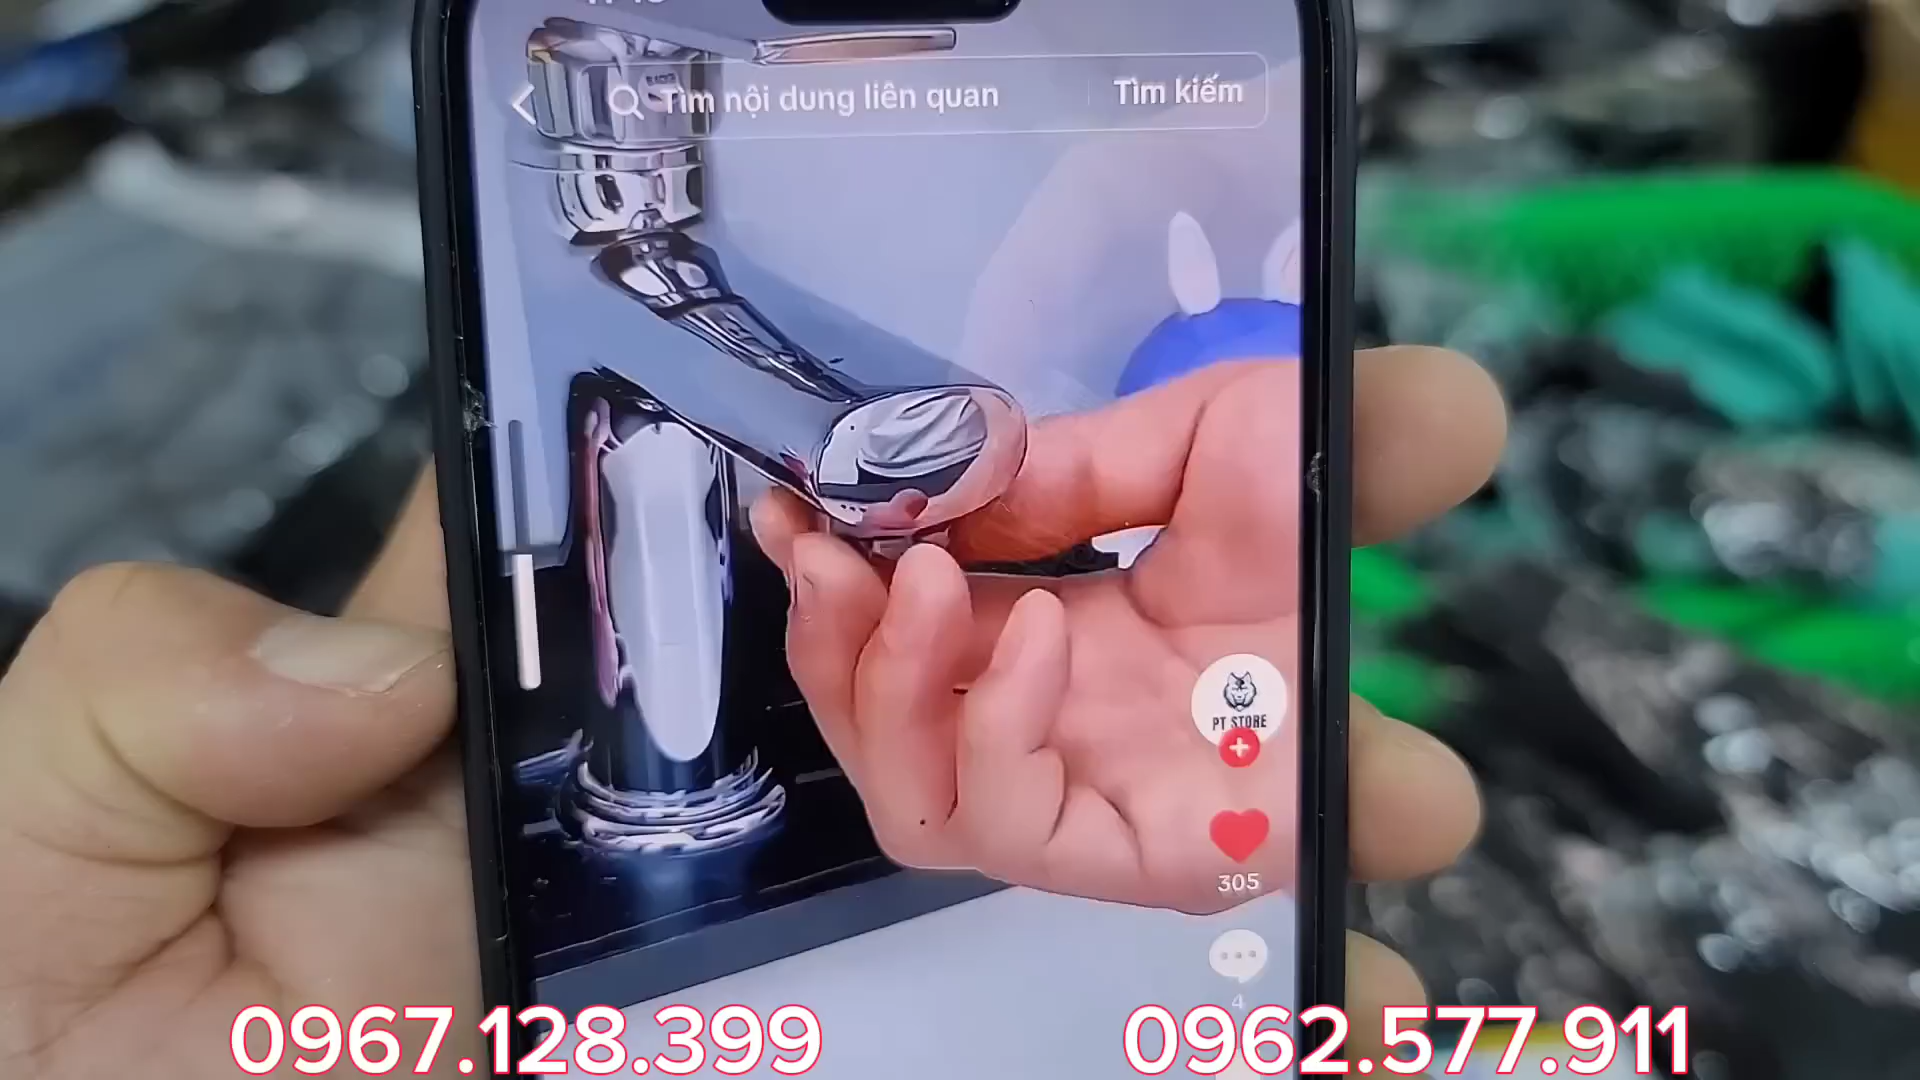 Tìm nội dung liên quan
Tìm kiếm
PT STORE
305
4
0967.128.399
0962.577.911